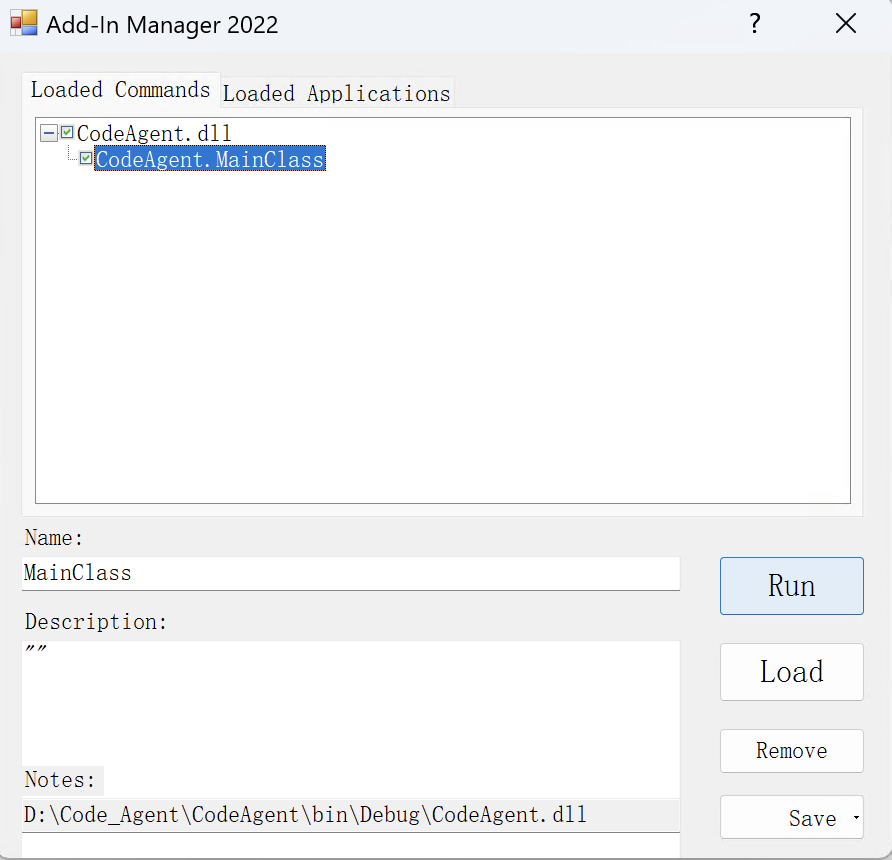 Add-In Manager 2022 ?
Loaded Commands Loaded Applications
CodeAgent.dll
CodeAgent.MainClass
Name:
MainClass
Run
Description:
""
Load
Remove
Notes:
D:\Code_Agent\CodeAgent\bin\Debug\CodeAgent.dll
Save